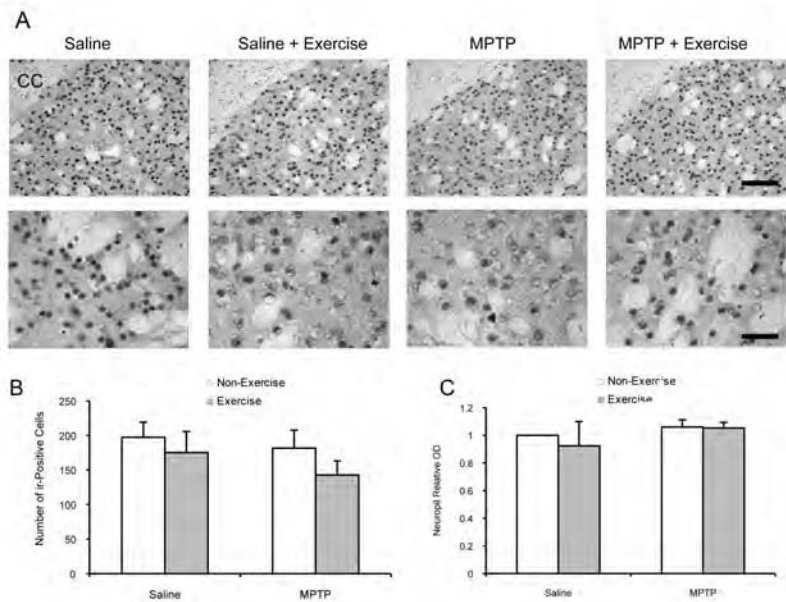 A
Saline
Saline + Exercise
MPTP
MPTP + Exercise
CC
B
Non-Exercise
Exercise
Number of ir-Positive Cells
250
200
150
100
50
0
Saline
MPTP
C
Non-Exercise
Exercise
Neuropil Relative OD
1.2
1
0.8
0.6
0.4
0.2
0
Saline
MPTP